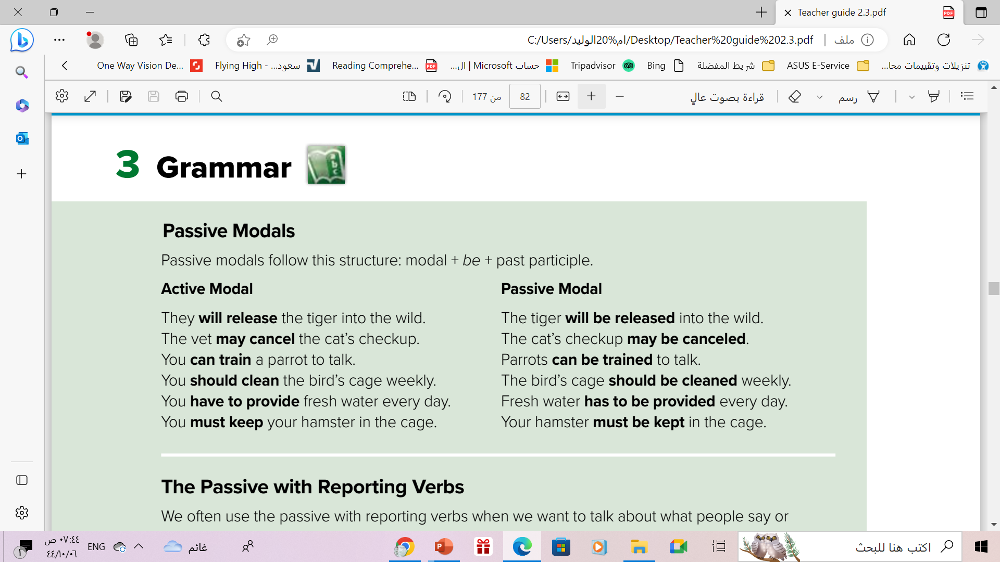 Teacher guide 2.3.pdf
C:/Users/ام%20الوليد/Desktop/Teacher%20guide%202.3.pdf
ملف
One Way Vision De...
Flying High - سعود...
Reading Comprehe...
حساب Microsoft | ال...
Tripadvisor
Bing
شريط المفضلة
ASUS E-Service
تنزيلات وتقييمات مجا...
من 177
82
قراءة بصوت عالٍ
رسم
3 Grammar
abc
Passive Modals
Passive modals follow this structure: modal + be + past participle.
Active Modal
They will release the tiger into the wild.
The vet may cancel the cat's checkup.
You can train a parrot to talk.
You should clean the bird's cage weekly.
You have to provide fresh water every day.
You must keep your hamster in the cage.
Passive Modal
The tiger will be released into the wild.
The cat's checkup may be canceled.
Parrots can be trained to talk.
The bird's cage should be cleaned weekly.
Fresh water has to be provided every day.
Your hamster must be kept in the cage.
The Passive with Reporting Verbs
We often use the passive with reporting verbs when we want to talk about what people say or
١
٠٧:٤٤ ص
٤٤/١٠/٠٦
ENG
غائم
اكتب هنا للبحث